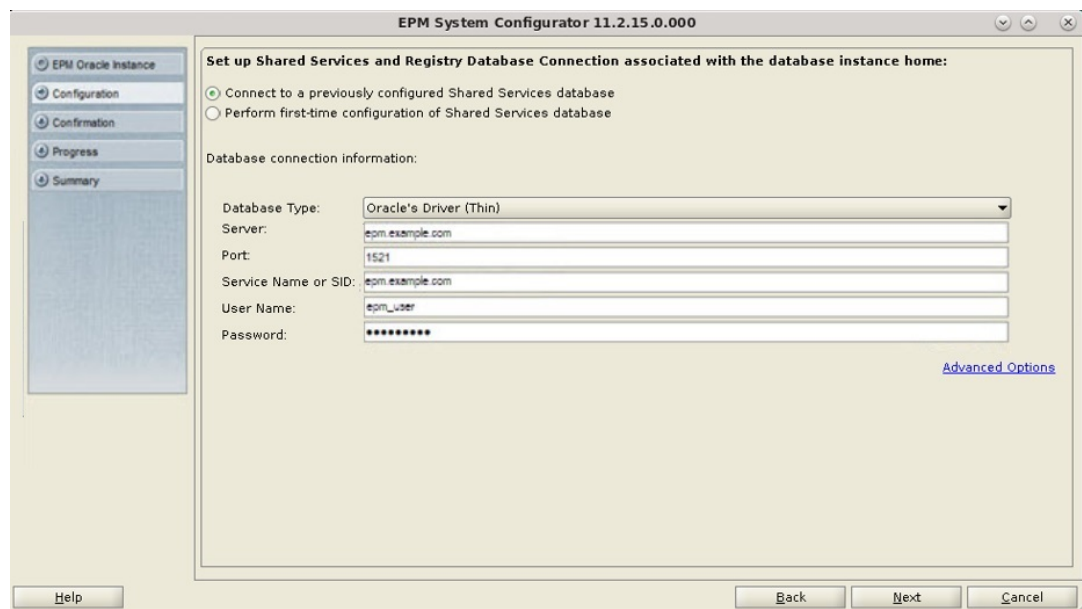 EPM System Configurator 11.2.15.0.000
EPM Oracle Instance
Configuration
Confirmation
Progress
Summary
Set up Shared Services and Registry Database Connection associated with the database instance home:
Connect to a previously configured Shared Services database
Perform first-time configuration of Shared Services database
Database connection information:
Database Type: Oracle's Driver (Thin)
Server: epm.example.com
Port: 1521
Service Name or SID: epm.example.com
User Name: epm_user
Password: •••••••••
Advanced Options
Help Back Next Cancel